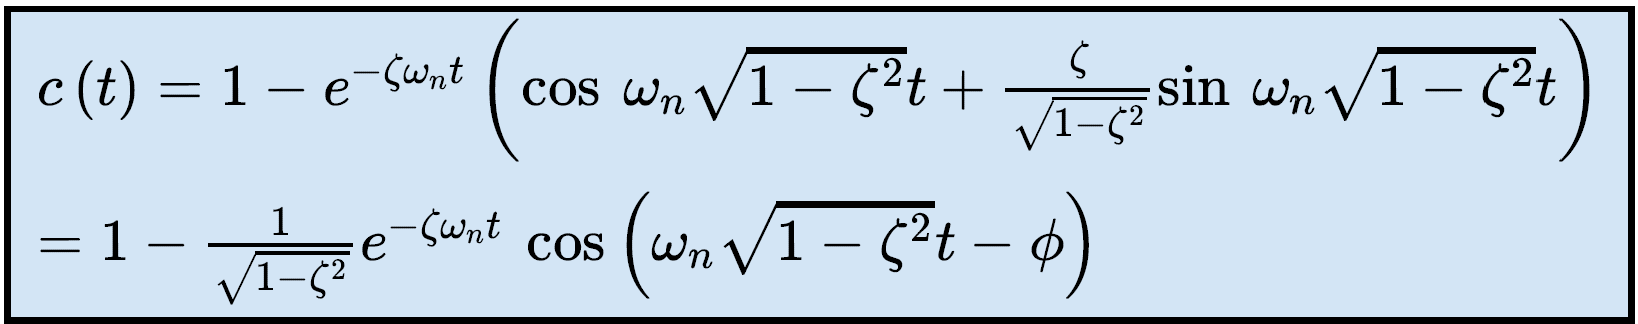 c(t) = 1 − e^{−ζω_n t} (cos ω_n √(1−ζ²) t + ζ/√(1−ζ²) sin ω_n √(1−ζ²) t)
= 1 − 1/√(1−ζ²) e^{−ζω_n t} cos (ω_n √(1−ζ²) t − ϕ)